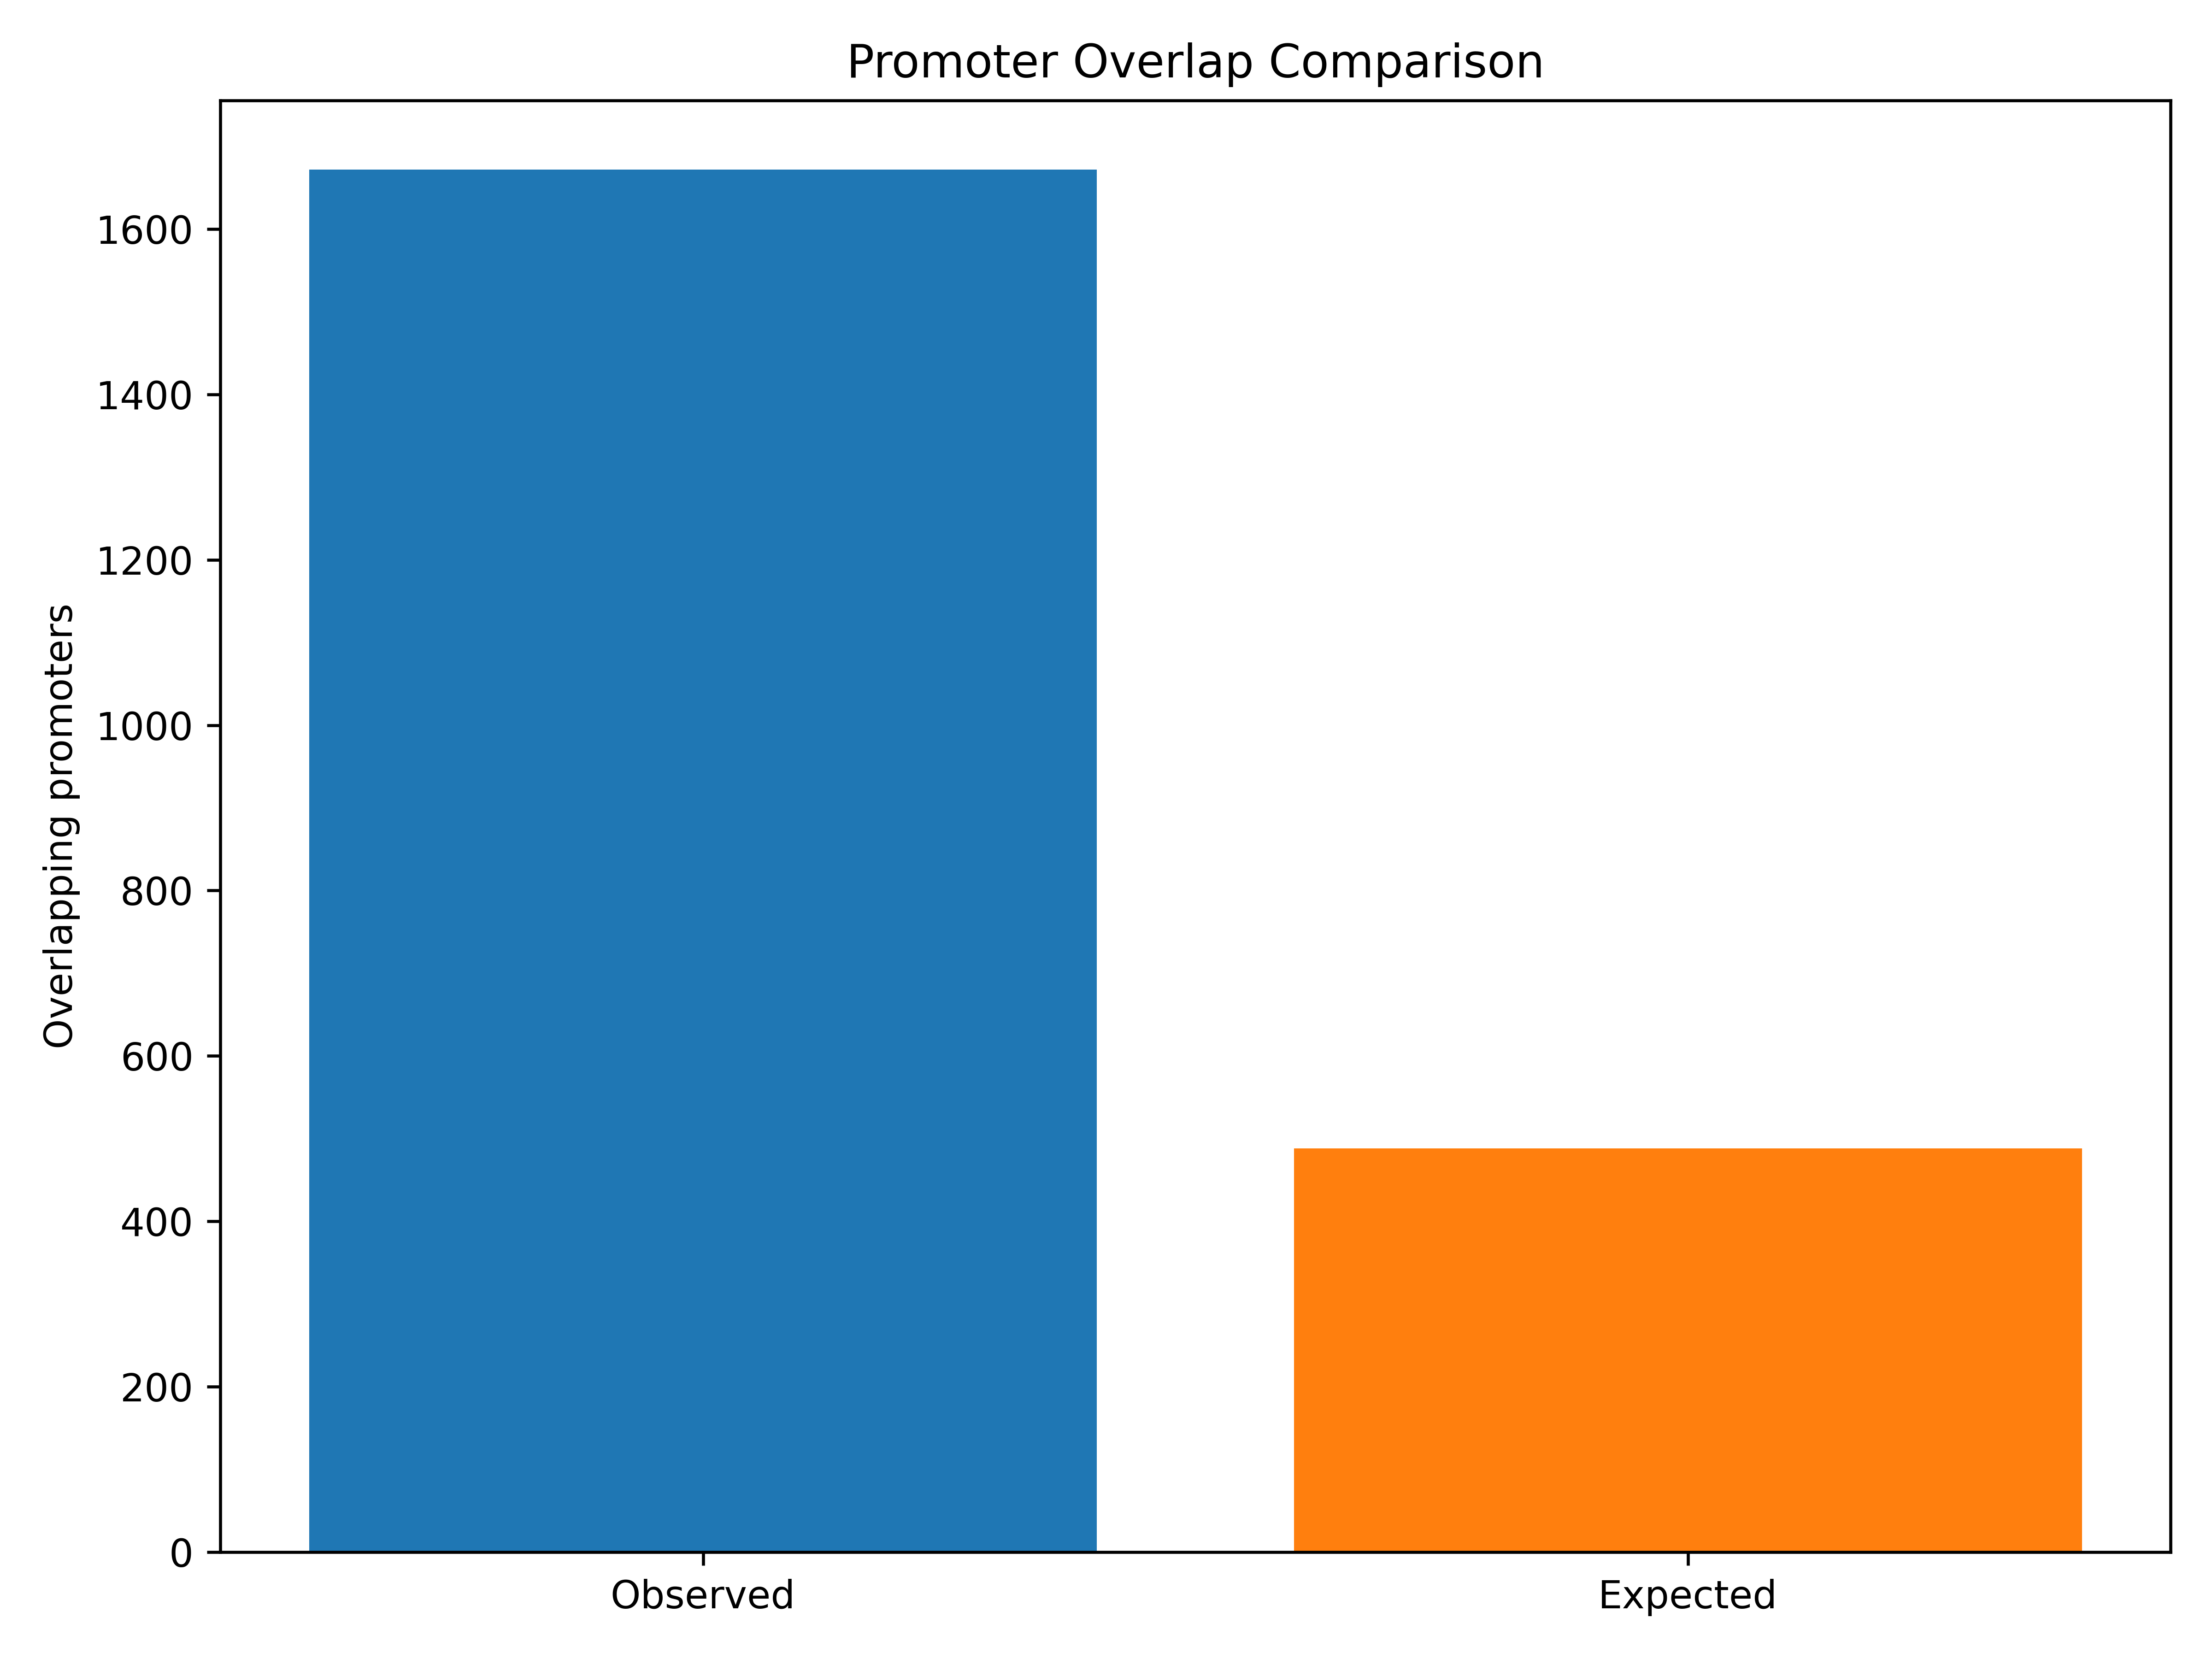 Promoter Overlap Comparison
Overlapping promoters
1600
1400
1200
1000
800
600
400
200
0
Observed
Expected